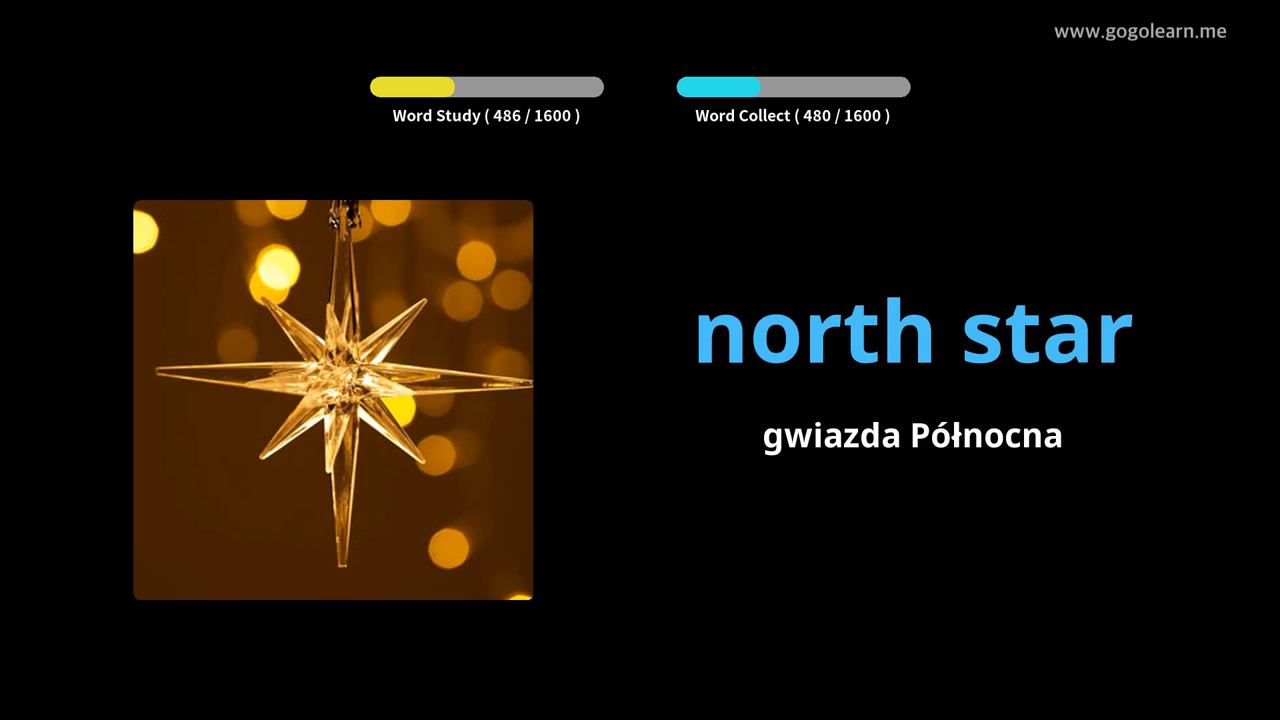 www.gogolearn.me
Word Study ( 486 / 1600 )
Word Collect ( 480 / 1600 )
north star
gwiazda Północna